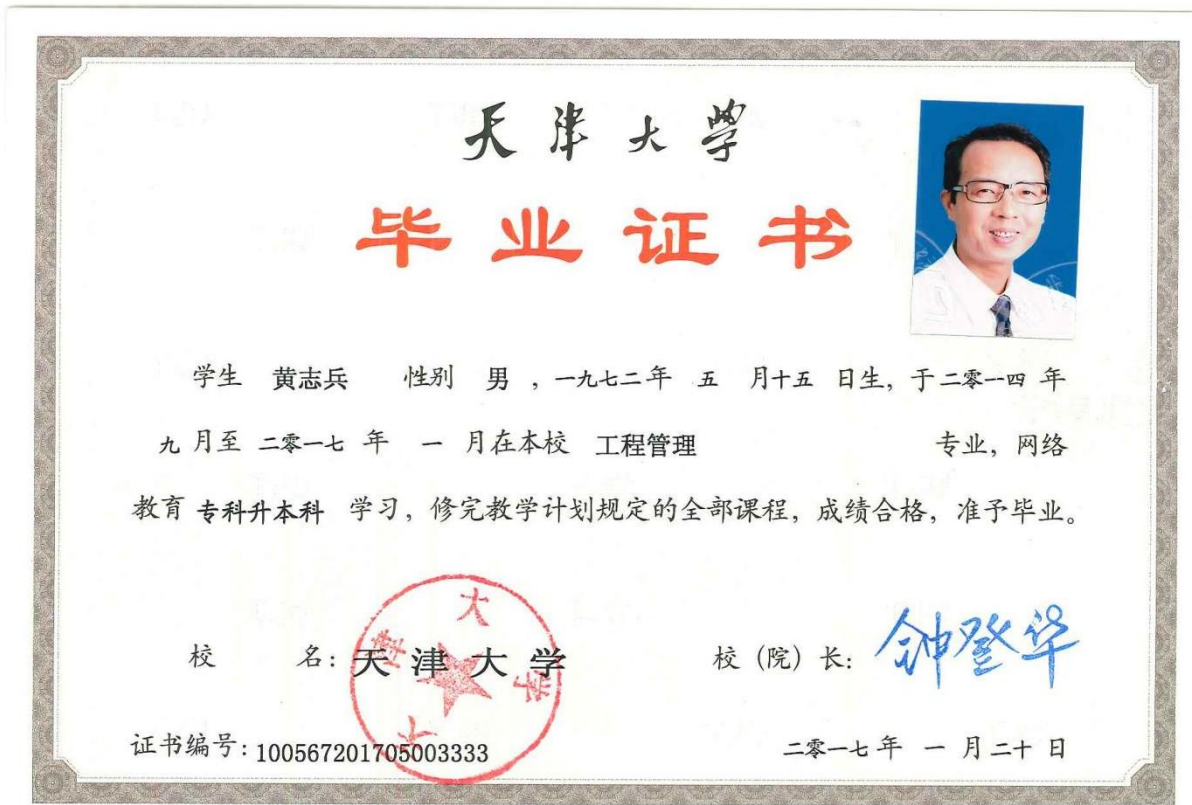 天津大學
毕业证书
学生 黄志兵 性别 男 ，一九七二年 五 月十五 日生，于二零一四 年
九 月至 二零一七 年 一 月在本校 工程管理 专业，网络
教育 专科升本科 学习，修完教学计划规定的全部课程，成绩合格，准予毕业。
校 名：天津大学
天津大学
校（院）长：钟登华
证书编号：100567201705003333
二零一七年 一 月二十 日